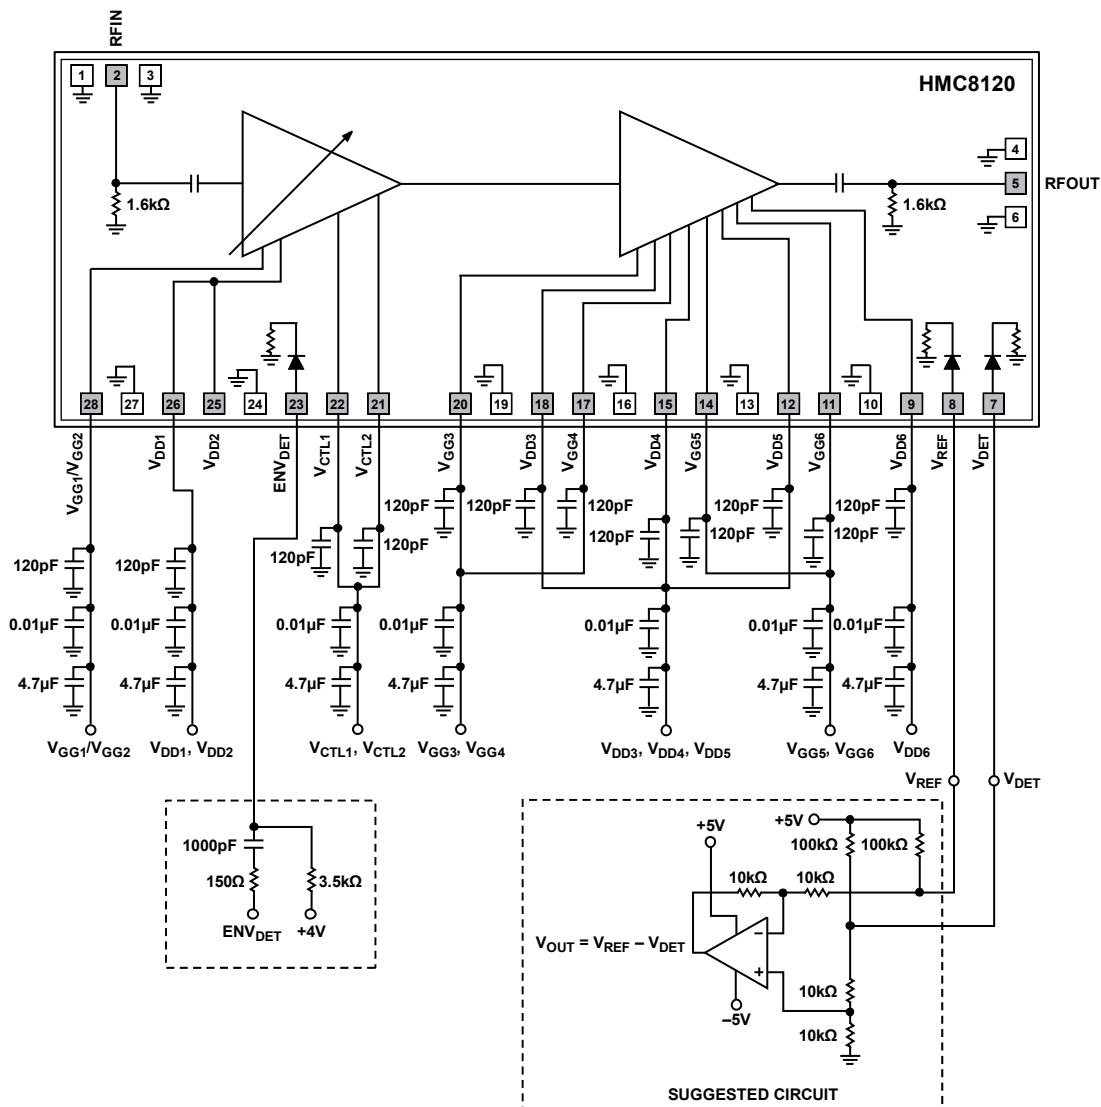 RFIN
1 2 3
HMC8120
4
5 RFOUT
6
1.6kΩ 1.6kΩ
28 27 26 25 24 23 22 21 20 19 18 17 16 15 14 13 12 11 10 9 8 7
VGG1/VGG2
VDD1
VDD2
ENVDET
VCTL1
VCTL2
VGG3
VDD3
VGG4
VDD4
VGG5
VDD5
VGG6
VDD6
VREF
VDET
120pF 120pF 120pF 120pF 120pF
120pF 120pF 120pF 120pF 120pF
120pF 120pF 120pF
0.01µF 0.01µF 0.01µF 0.01µF 0.01µF 0.01µF 0.01µF
4.7µF 4.7µF 4.7µF 4.7µF 4.7µF 4.7µF 4.7µF
VGG1/VGG2 VDD1, VDD2 VCTL1, VCTL2 VGG3, VGG4 VDD3, VDD4, VDD5 VGG5, VGG6 VDD6
VREF VDET
1000pF
150Ω 3.5kΩ
ENVDET +4V
+5V +5V
100kΩ 100kΩ
10kΩ 10kΩ
–
VOUT = VREF – VDET
+
–5V
10kΩ
10kΩ
SUGGESTED CIRCUIT